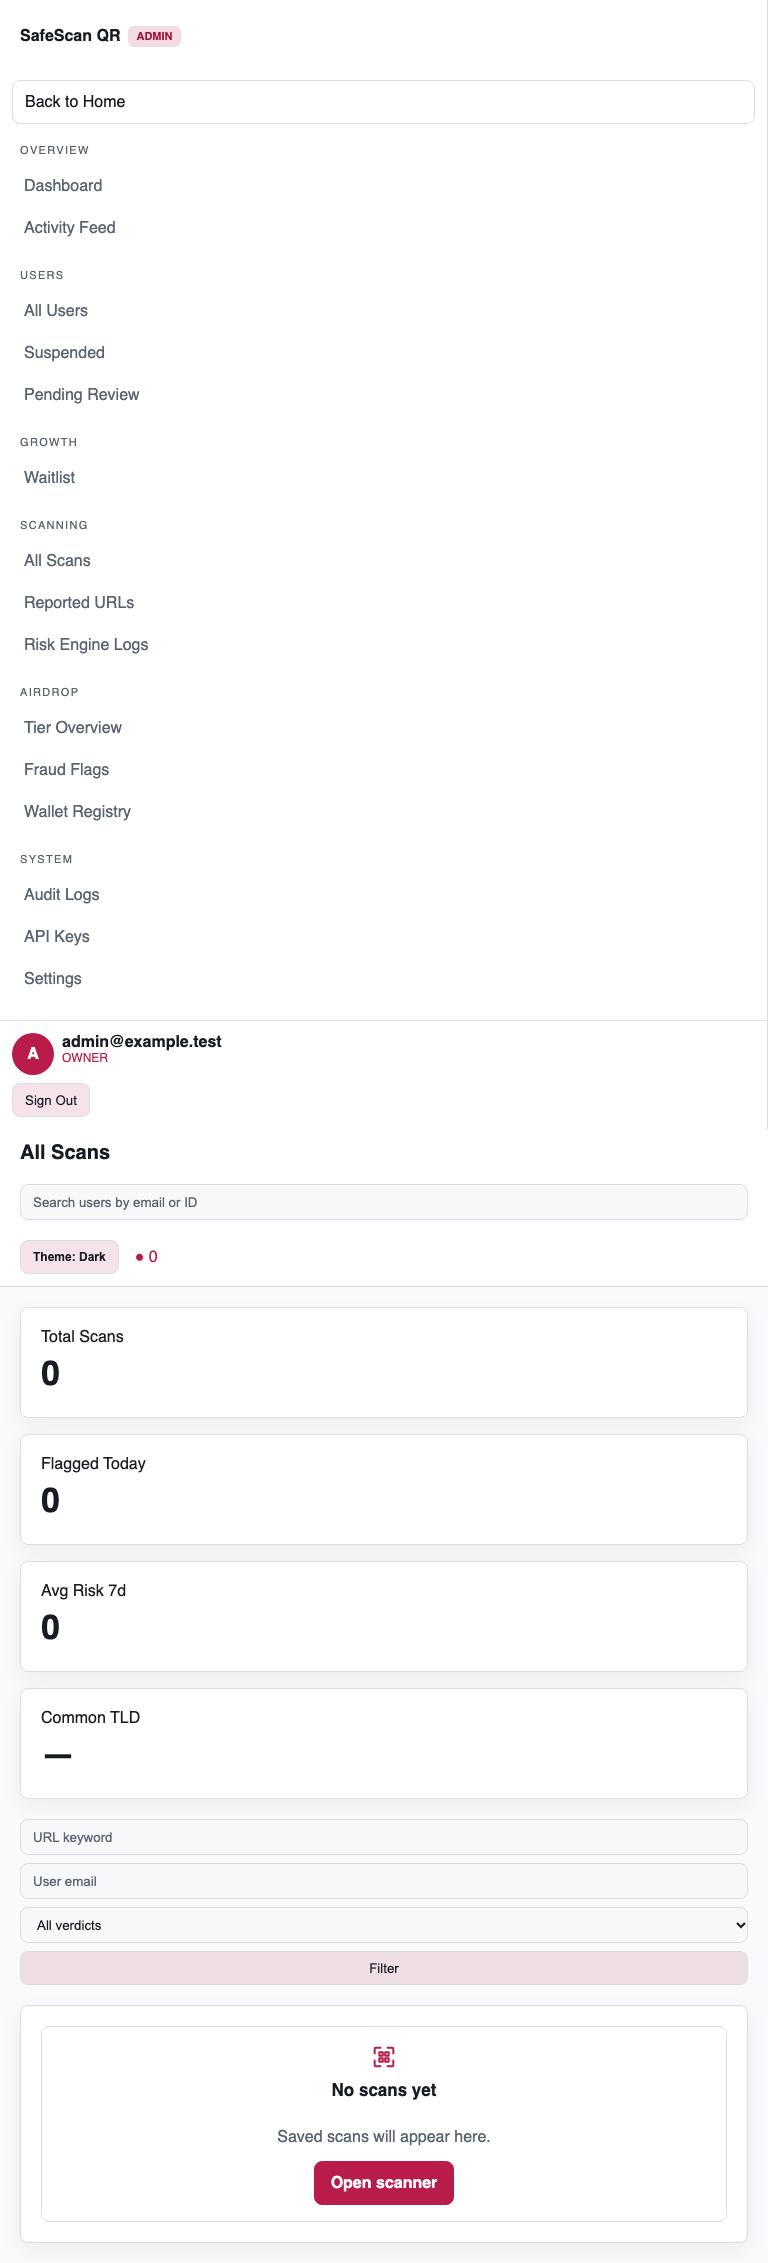 SafeScan QR ADMIN
Back to Home
OVERVIEW
Dashboard
Activity Feed
USERS
All Users
Suspended
Pending Review
GROWTH
Waitlist
SCANNING
All Scans
Reported URLs
Risk Engine Logs
AIRDROP
Tier Overview
Fraud Flags
Wallet Registry
SYSTEM
Audit Logs
API Keys
Settings
A admin@example.test
OWNER
Sign Out
All Scans
Search users by email or ID
Theme: Dark ● 0
Total Scans
0
Flagged Today
0
Avg Risk 7d
0
Common TLD
—
URL keyword
User email
All verdicts
Filter
No scans yet
Saved scans will appear here.
Open scanner